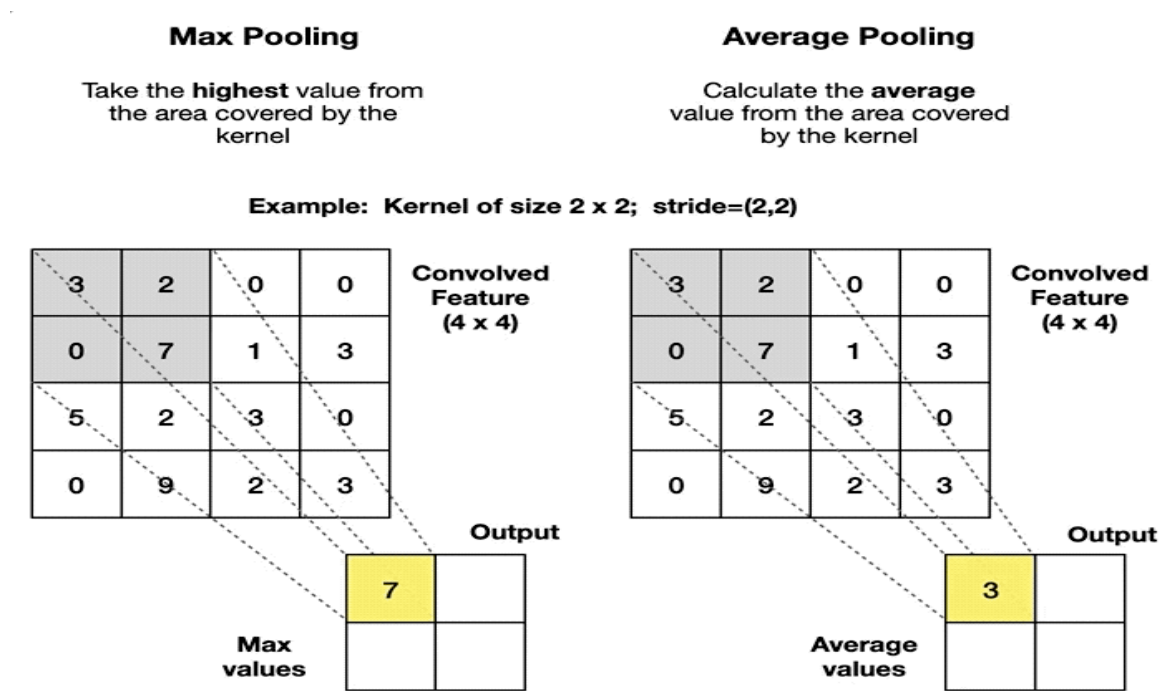 Max Pooling
Take the highest value from
the area covered by the
kernel
Average Pooling
Calculate the average
value from the area covered
by the kernel
Example: Kernel of size 2 x 2; stride=(2,2)
3 2 0 0
0 7 1 3
5 2 3 0
0 9 2 3
Convolved
Feature
(4 x 4)
Output
7
Max
values
3 2 0 0
0 7 1 3
5 2 3 0
0 9 2 3
Convolved
Feature
(4 x 4)
Output
3
Average
values